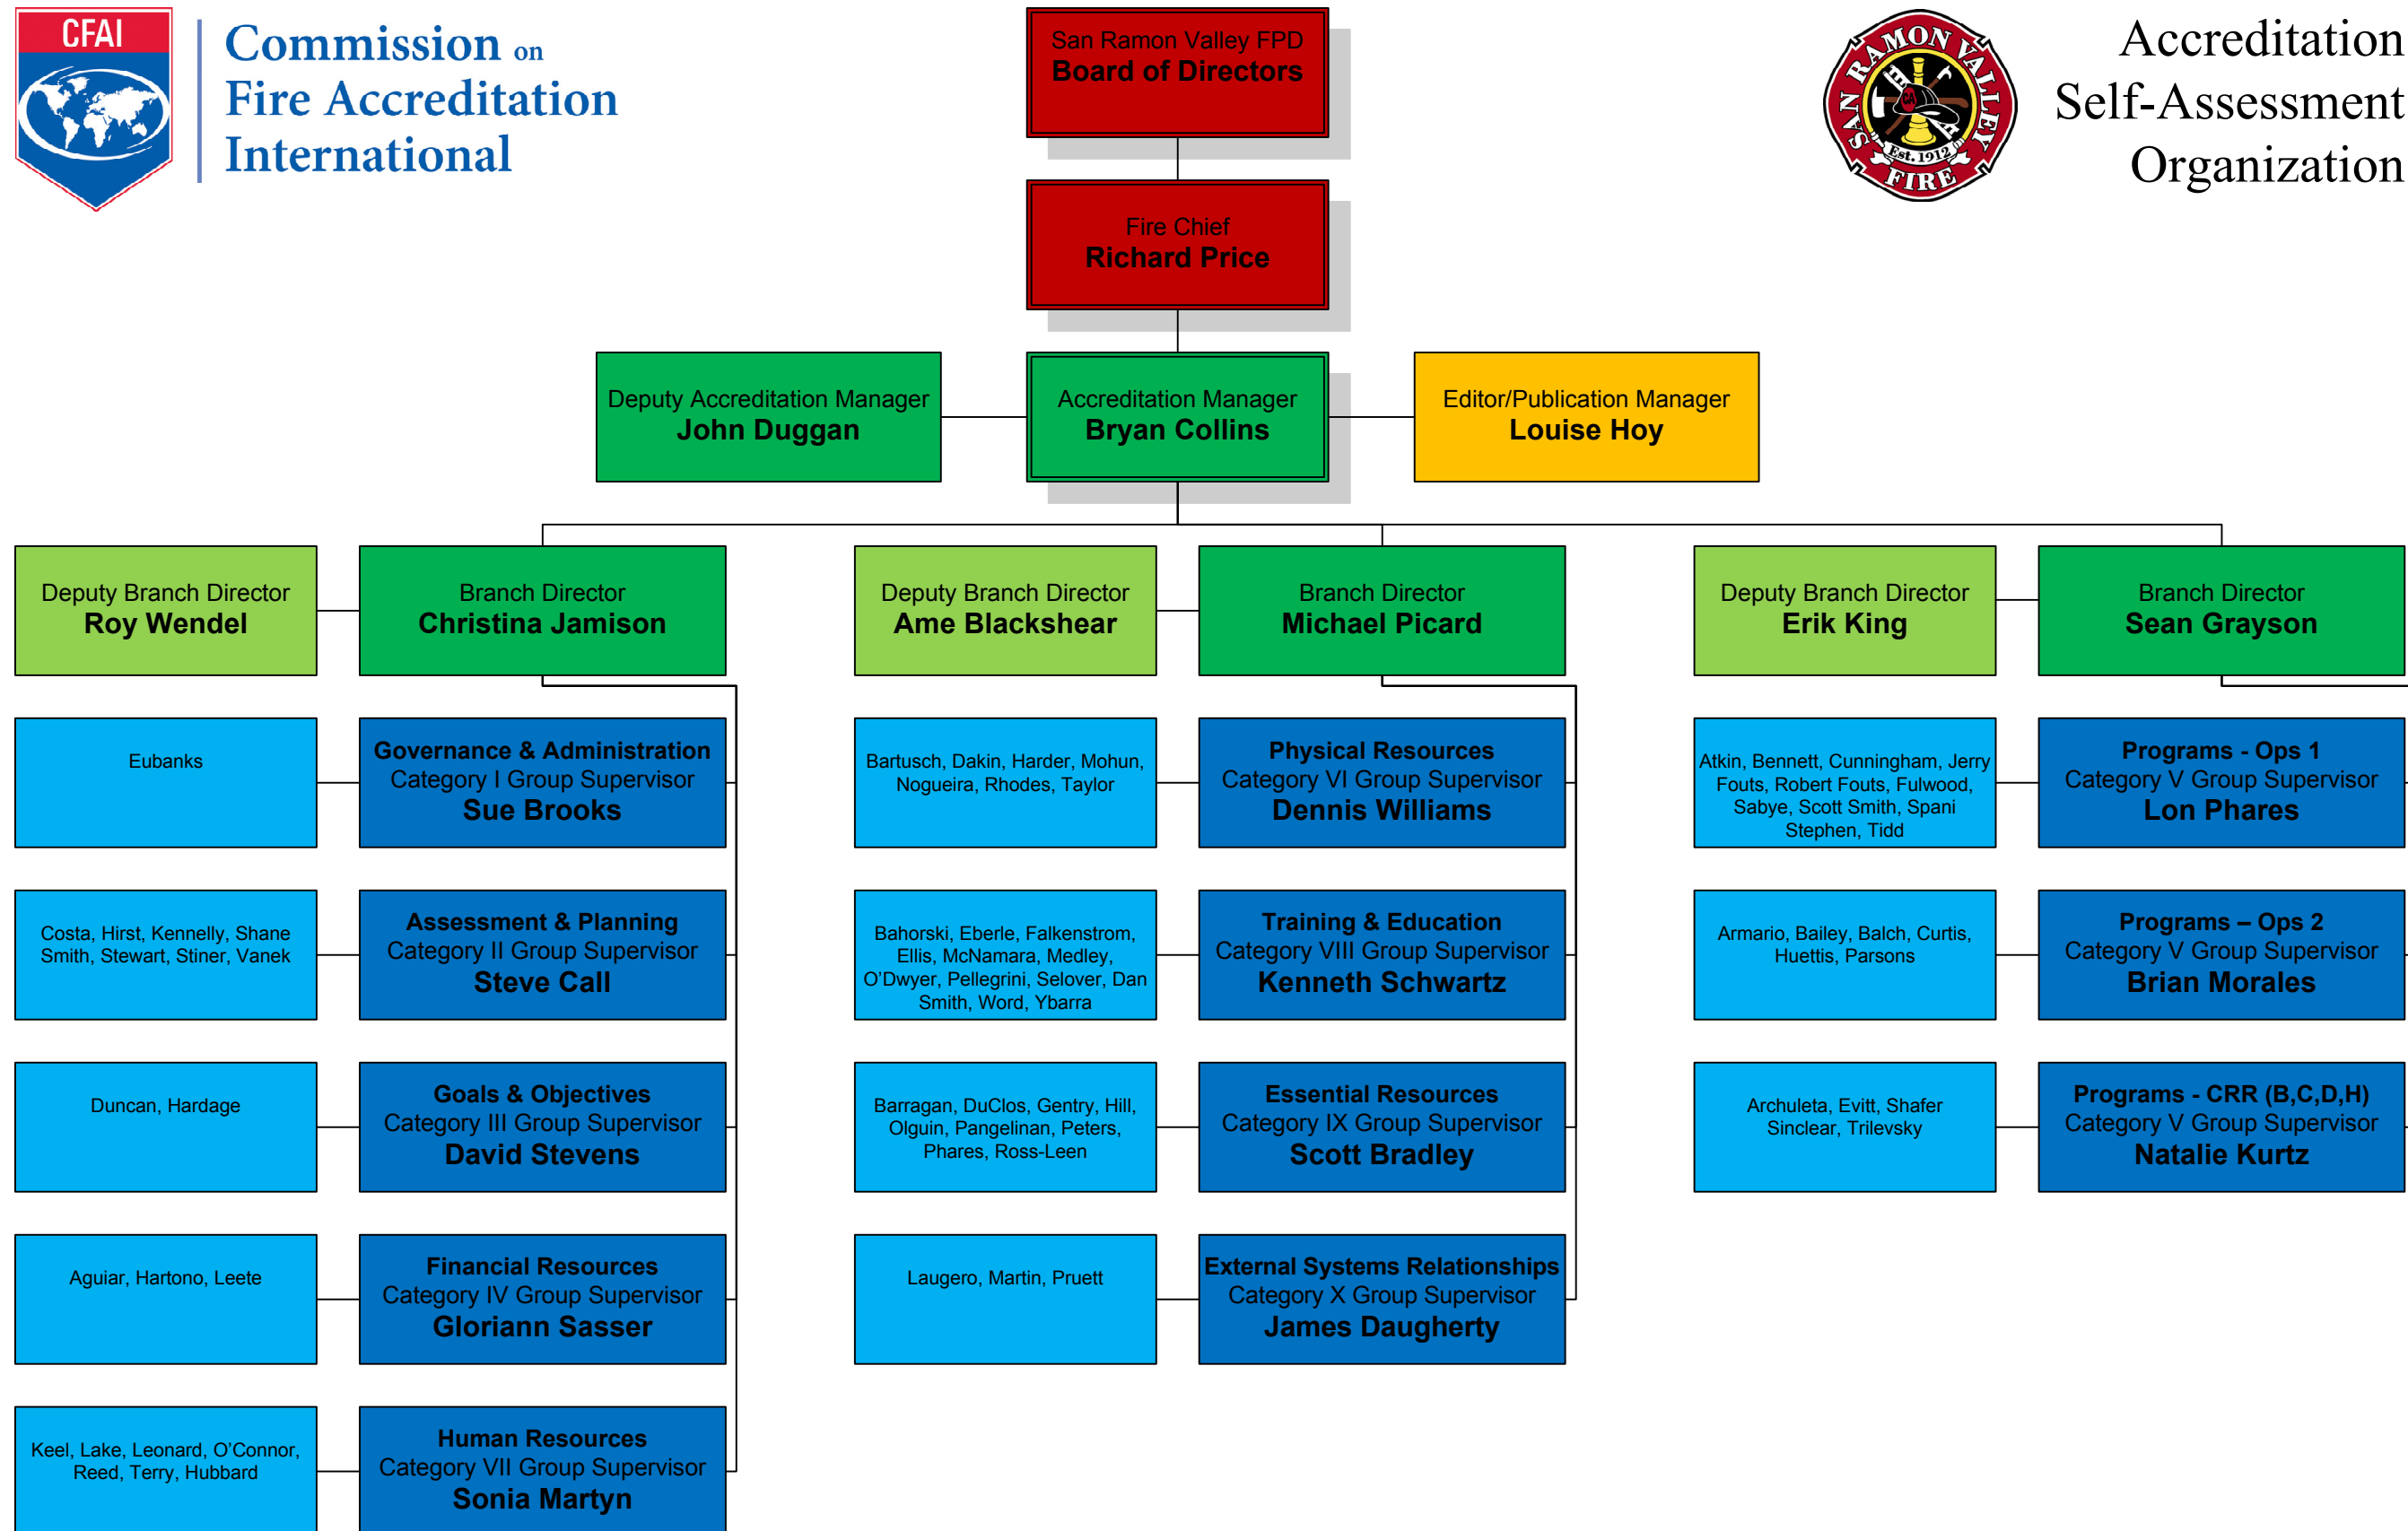 CFAI
Commission on
Fire Accreditation
International
San Ramon Valley FPD
Board of Directors
SAN RAMON VALLEY
CA
Est. 1912
FIRE
Accreditation
Self-Assessment
Organization
Fire Chief
Richard Price
Deputy Accreditation Manager
John Duggan
Accreditation Manager
Bryan Collins
Editor/Publication Manager
Louise Hoy
Deputy Branch Director
Roy Wendel
Branch Director
Christina Jamison
Deputy Branch Director
Ame Blackshear
Branch Director
Michael Picard
Deputy Branch Director
Erik King
Branch Director
Sean Grayson
Eubanks
Governance & Administration
Category I Group Supervisor
Sue Brooks
Bartusch, Dakin, Harder, Mohun,
Nogueira, Rhodes, Taylor
Physical Resources
Category VI Group Supervisor
Dennis Williams
Atkin, Bennett, Cunningham, Jerry
Fouts, Robert Fouts, Fulwood,
Sabye, Scott Smith, Spani
Stephen, Tidd
Programs - Ops 1
Category V Group Supervisor
Lon Phares
Costa, Hirst, Kennelly, Shane
Smith, Stewart, Stiner, Vanek
Assessment & Planning
Category II Group Supervisor
Steve Call
Bahorski, Eberle, Falkenstrom,
Ellis, McNamara, Medley,
O'Dwyer, Pellegrini, Selover, Dan
Smith, Word, Ybarra
Training & Education
Category VIII Group Supervisor
Kenneth Schwartz
Armario, Bailey, Balch, Curtis,
Huettis, Parsons
Programs – Ops 2
Category V Group Supervisor
Brian Morales
Duncan, Hardage
Goals & Objectives
Category III Group Supervisor
David Stevens
Barragan, DuClos, Gentry, Hill,
Olguin, Pangelinan, Peters,
Phares, Ross-Leen
Essential Resources
Category IX Group Supervisor
Scott Bradley
Archuleta, Evitt, Shafer
Sinclear, Trilevsky
Programs - CRR (B,C,D,H)
Category V Group Supervisor
Natalie Kurtz
Aguiar, Hartono, Leete
Financial Resources
Category IV Group Supervisor
Gloriann Sasser
Laugero, Martin, Pruett
External Systems Relationships
Category X Group Supervisor
James Daugherty
Keel, Lake, Leonard, O'Connor,
Reed, Terry, Hubbard
Human Resources
Category VII Group Supervisor
Sonia Martyn